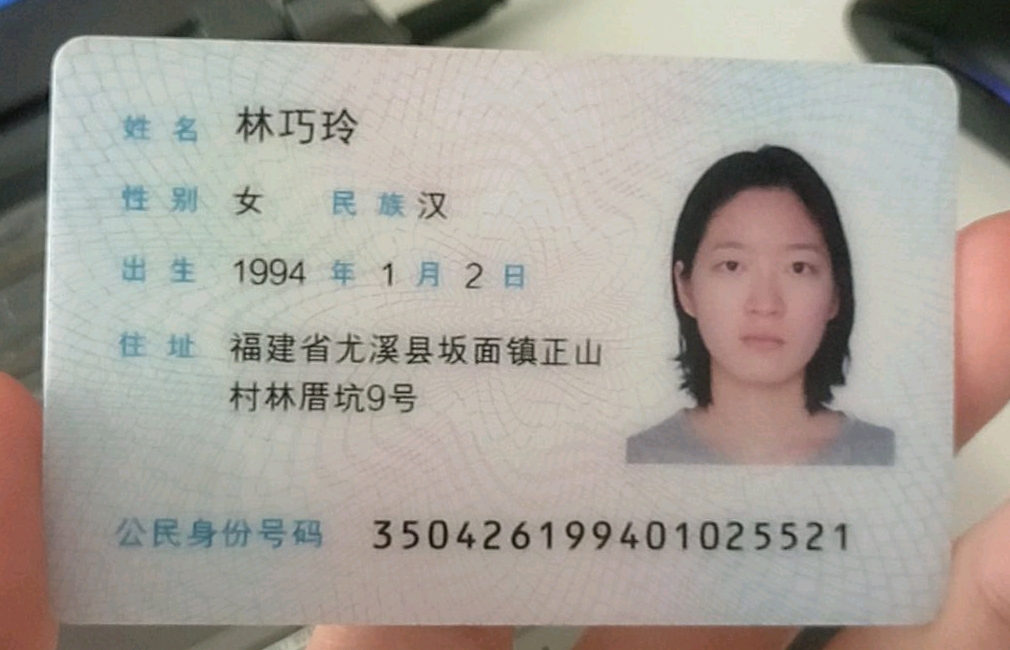 姓名 林巧玲
性别 女 民族 汉
出生 1994 年 1 月 2 日
住址 福建省尤溪县坂面镇正山
村林厝坑9号
公民身份号码 350426199401025521